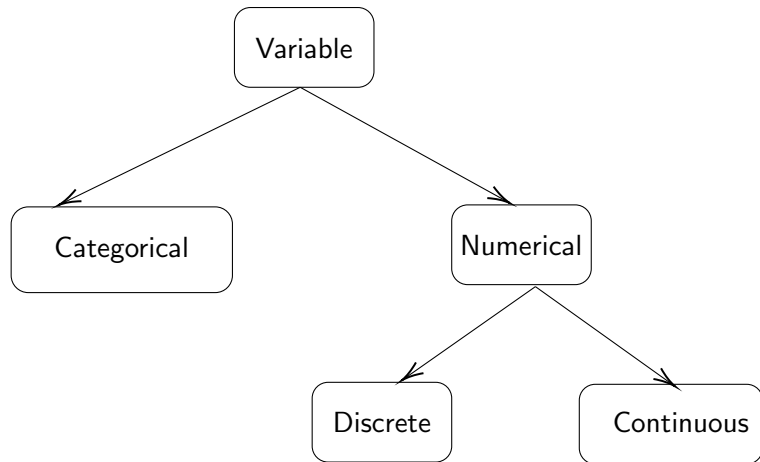 Variable
Categorical
Numerical
Discrete
Continuous